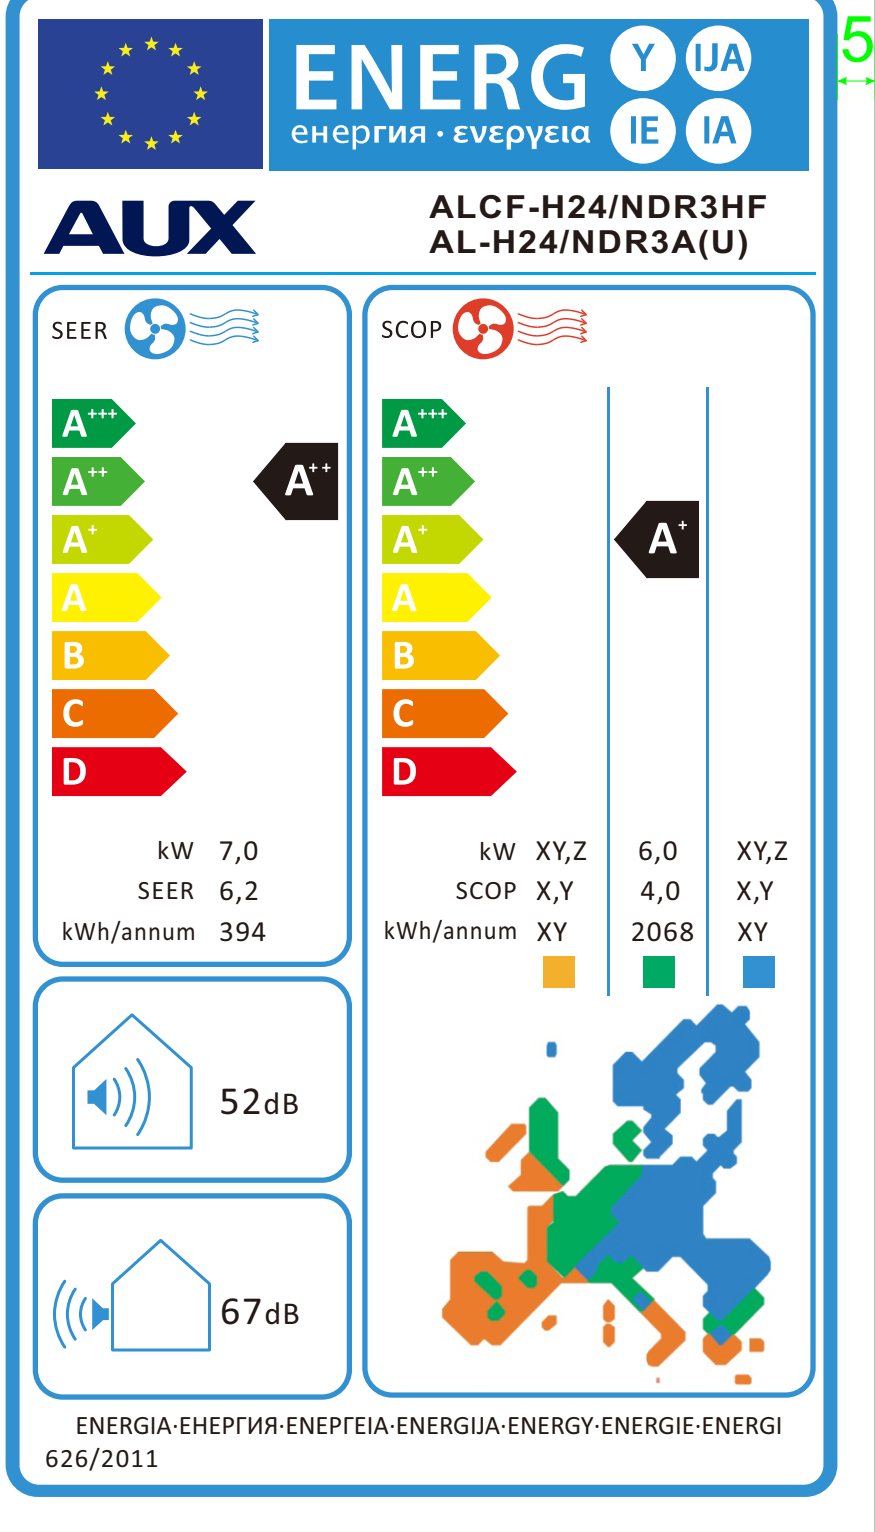 ENERG Y IJA IE IA
енергия · ενεργεια
5
AUX
ALCF-H24/NDR3HF
AL-H24/NDR3A(U)
SEER
A+++
A++
A+
A
B
C
D
A++
kW 7,0
SEER 6,2
kWh/annum 394
SCOP
A+++
A++
A+
A
B
C
D
A+
kW XY,Z 6,0 XY,Z
SCOP X,Y 4,0 X,Y
kWh/annum XY 2068 XY
52dB
67dB
ENERGIA·ЕНЕРГИЯ·ΕΝΕΡΓΕΙΑ·ENERGIJA·ENERGY·ENERGIE·ENERGI
626/2011